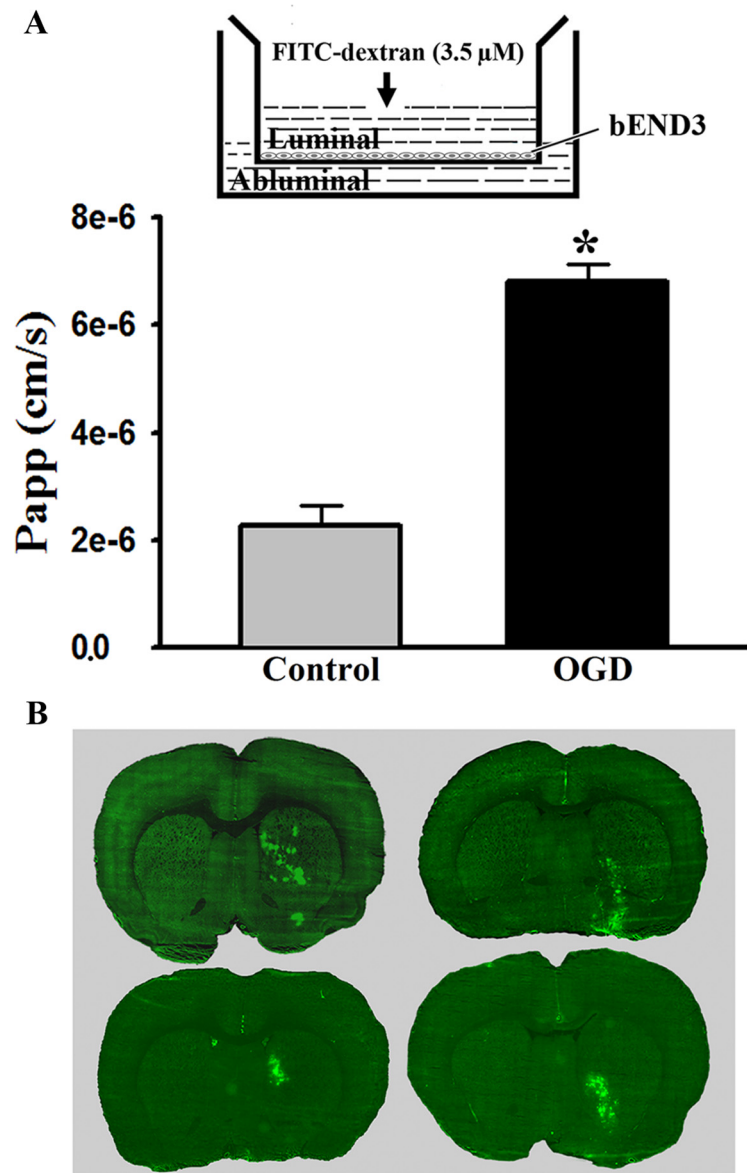 A
FITC-dextran (3.5 µM)
Luminal
bEND3
Abluminal
8e-6
*
6e-6
4e-6
2e-6
0.0
Papp (cm/s)
Control
OGD
B